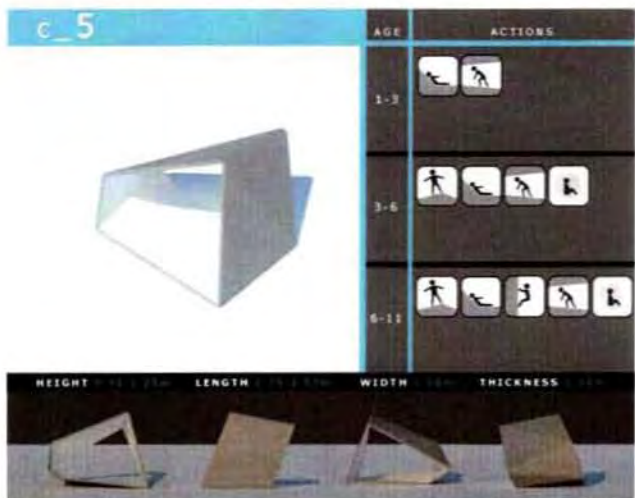 c_5
AGE
ACTIONS
1-3
3-6
6-11
HEIGHT
LENGTH
WIDTH
THICKNESS